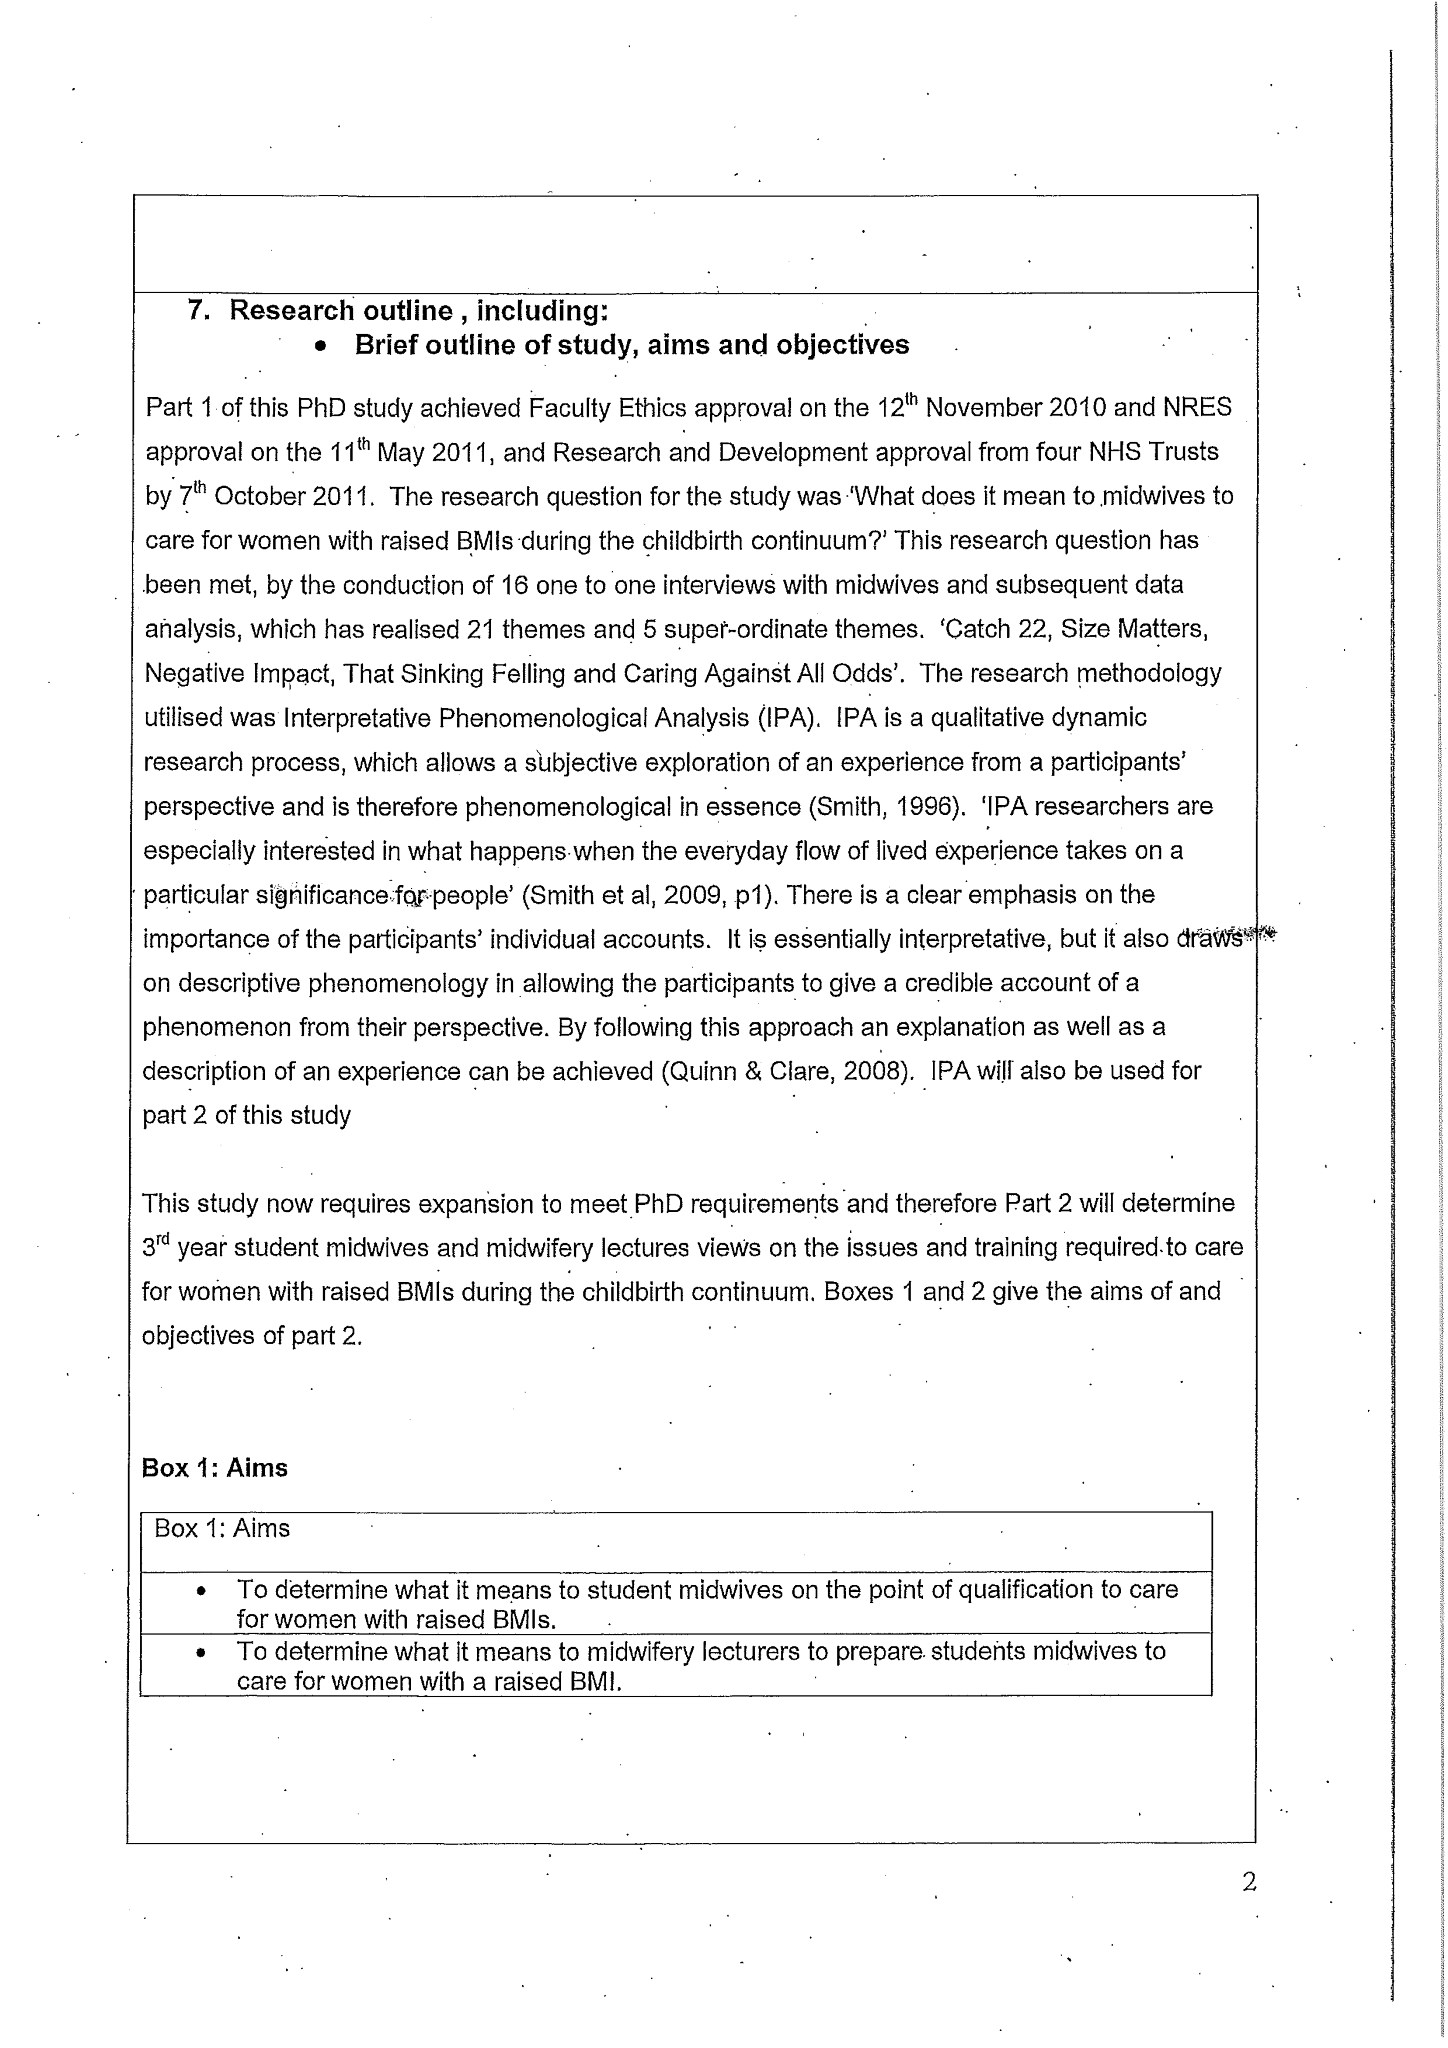 7. Research outline , including:
• Brief outline of study, aims and objectives
Part 1 of this PhD study achieved Faculty Ethics approval on the 12th November 2010 and NRES
approval on the 11th May 2011, and Research and Development approval from four NHS Trusts
by 7th October 2011. The research question for the study was 'What does it mean to midwives to
care for women with raised BMIs during the childbirth continuum?' This research question has
been met, by the conduction of 16 one to one interviews with midwives and subsequent data
analysis, which has realised 21 themes and 5 super-ordinate themes. 'Catch 22, Size Matters,
Negative Impact, That Sinking Felling and Caring Against All Odds'. The research methodology
utilised was Interpretative Phenomenological Analysis (IPA). IPA is a qualitative dynamic
research process, which allows a subjective exploration of an experience from a participants'
perspective and is therefore phenomenological in essence (Smith, 1996). 'IPA researchers are
especially interested in what happens when the everyday flow of lived experience takes on a
particular significance for people' (Smith et al, 2009, p1). There is a clear emphasis on the
importance of the participants' individual accounts. It is essentially interpretative, but it also draws
on descriptive phenomenology in allowing the participants to give a credible account of a
phenomenon from their perspective. By following this approach an explanation as well as a
description of an experience can be achieved (Quinn & Clare, 2008). IPA will also be used for
part 2 of this study
This study now requires expansion to meet PhD requirements and therefore Part 2 will determine
3rd year student midwives and midwifery lectures views on the issues and training required to care
for women with raised BMIs during the childbirth continuum. Boxes 1 and 2 give the aims of and
objectives of part 2.
Box 1: Aims
Box 1: Aims
• To determine what it means to student midwives on the point of qualification to care
for women with raised BMIs.
• To determine what it means to midwifery lecturers to prepare students midwives to
care for women with a raised BMI.
2